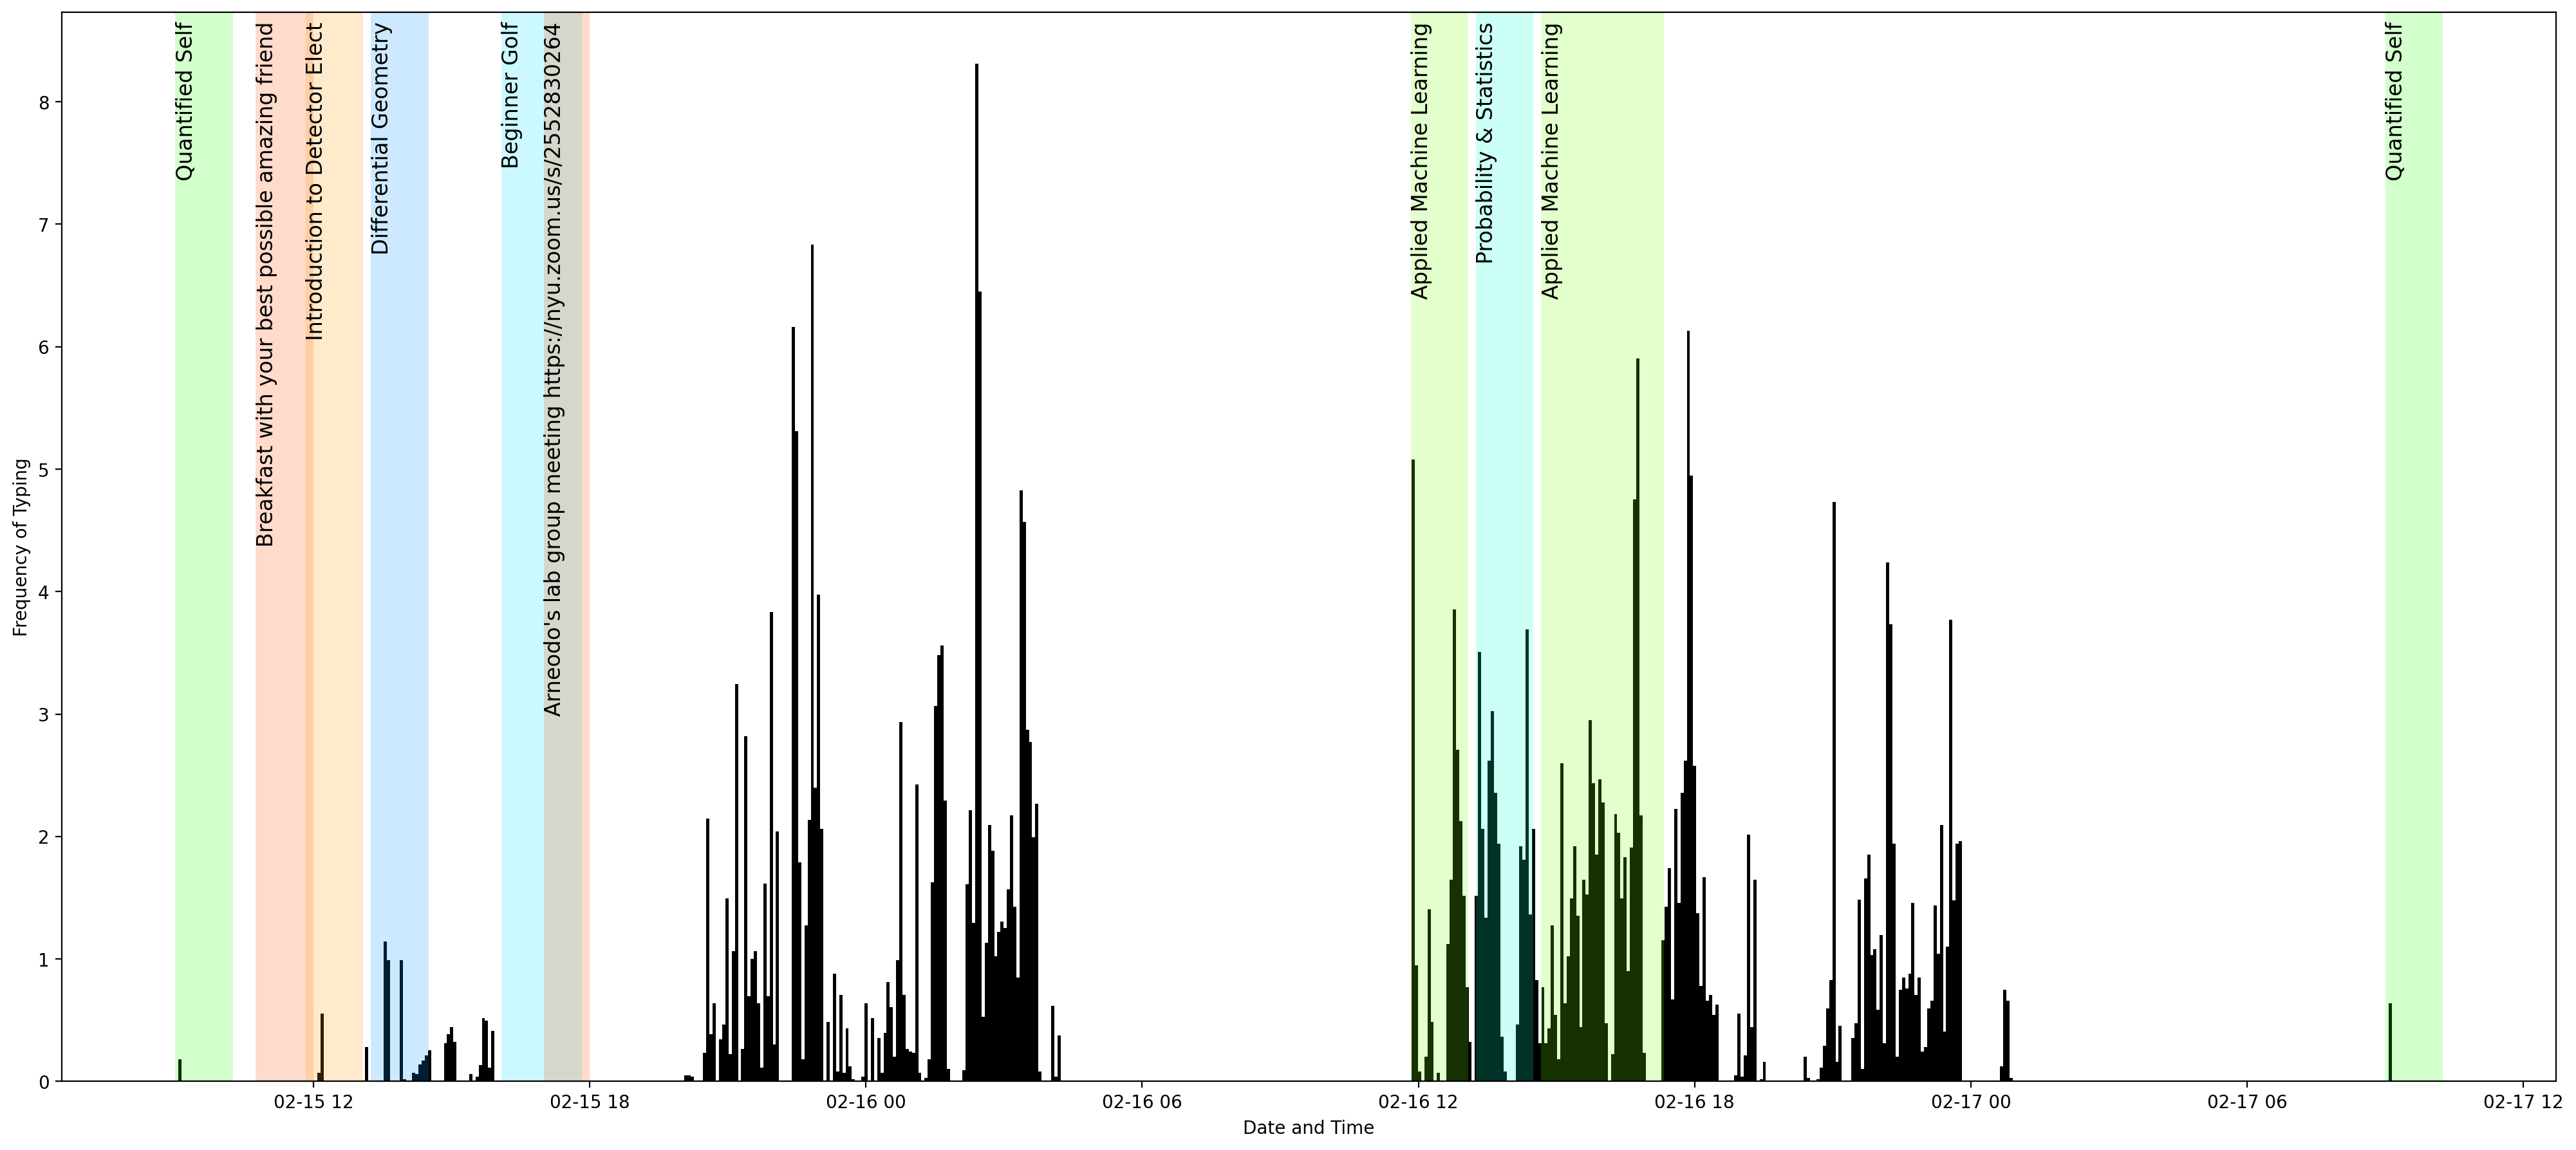 Quantified Self
Breakfast with your best possible amazing friend
Introduction to Detector Elect
Differential Geometry
Beginner Golf
Arneodo's lab group meeting https://nyu.zoom.us/s/2552830264
Applied Machine Learning
Probability & Statistics
Applied Machine Learning
Quantified Self
Frequency of Typing
8
7
6
5
4
3
2
1
0
02-15 12
02-15 18
02-16 00
02-16 06
02-16 12
02-16 18
02-17 00
02-17 06
02-17 12
Date and Time